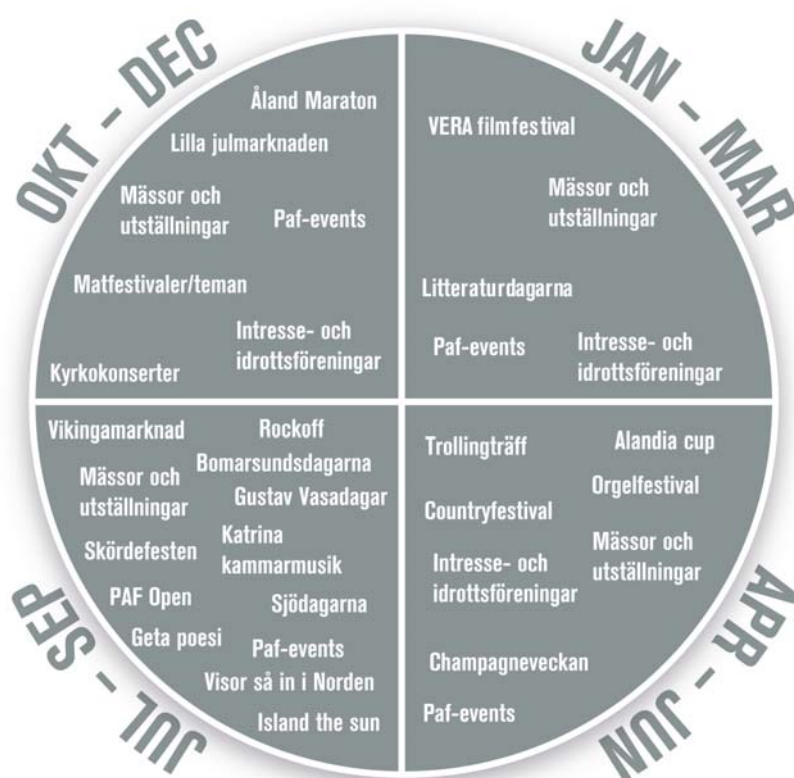 OKT – DEC
Åland Maraton
Lilla julmarknaden
Mässor och
utställningar
Paf-events
Matfestivaler/teman
Intresse- och
idrottsföreningar
Kyrkokonserter
JAN – MAR
VERA filmfestival
Mässor och
utställningar
Litteraturdagarna
Paf-events
Intresse- och
idrottsföreningar
JUL – SEP
Vikingamarknad
Rockoff
Bomarsundsdagarna
Mässor och
utställningar
Gustav Vasadagar
Katrina
kammarmusik
Skördefesten
PAF Open
Sjödagarna
Geta poesi
Paf-events
Visor så in i Norden
Island the sun
APR – JUN
Trollingträff
Alandia cup
Orgelfestival
Countryfestival
Mässor och
utställningar
Intresse- och
idrottsföreningar
Champagneveckan
Paf-events